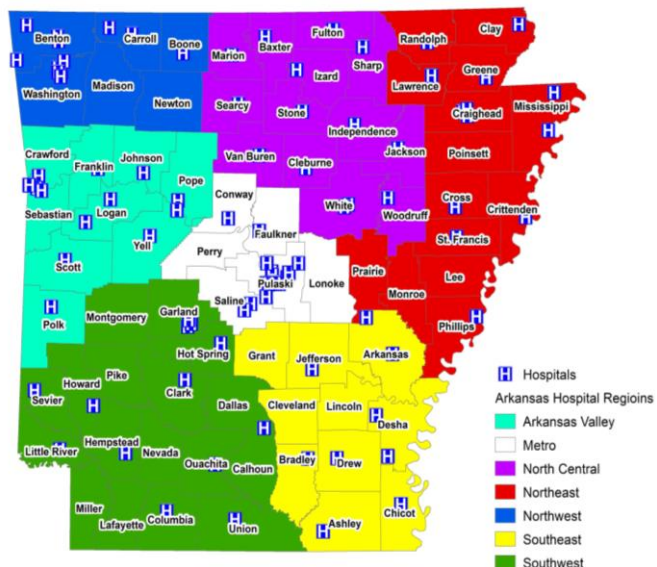 Benton
Carroll
Boone
Marion
Baxter
Fulton
Sharp
Randolph
Clay
Washington
Madison
Newton
Searcy
Izard
Stone
Lawrence
Greene
Craighead
Mississippi
Independence
Crawford
Franklin
Johnson
Pope
Van Buren
Cleburne
Jackson
Poinsett
Sebastian
Logan
Conway
White
Woodruff
Cross
Crittenden
Yell
Faulkner
St. Francis
Scott
Perry
Pulaski
Lonoke
Prairie
Lee
Monroe
Polk
Montgomery
Garland
Saline
Phillips
Hot Spring
Grant
Jefferson
Arkansas
Pike
Howard
Sevier
Clark
Dallas
Cleveland
Lincoln
Desha
Little River
Hempstead
Nevada
Ouachita
Calhoun
Bradley
Drew
Miller
Lafayette
Columbia
Union
Ashley
Chicot
H Hospitals
Arkansas Hospital Regioins
Arkansas Valley
Metro
North Central
Northeast
Northwest
Southeast
Southwest